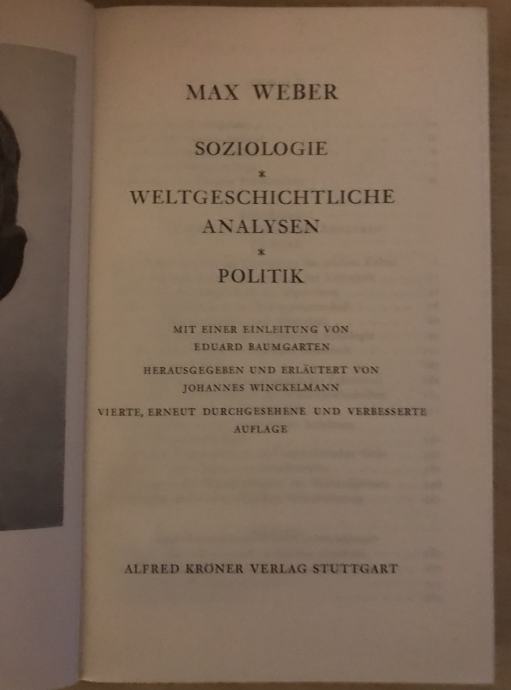 MAX WEBER
SOZIOLOGIE
*
WELTGESCHICHTLICHE
ANALYSEN
*
POLITIK
MIT EINER EINLEITUNG VON
EDUARD BAUMGARTEN
HERAUSGEGEBEN UND ERLÄUTERT VON
JOHANNES WINCKELMANN
VIERTE, ERNEUT DURCHGESEHENE UND VERBESSERTE
AUFLAGE
ALFRED KRÖNER VERLAG STUTTGART